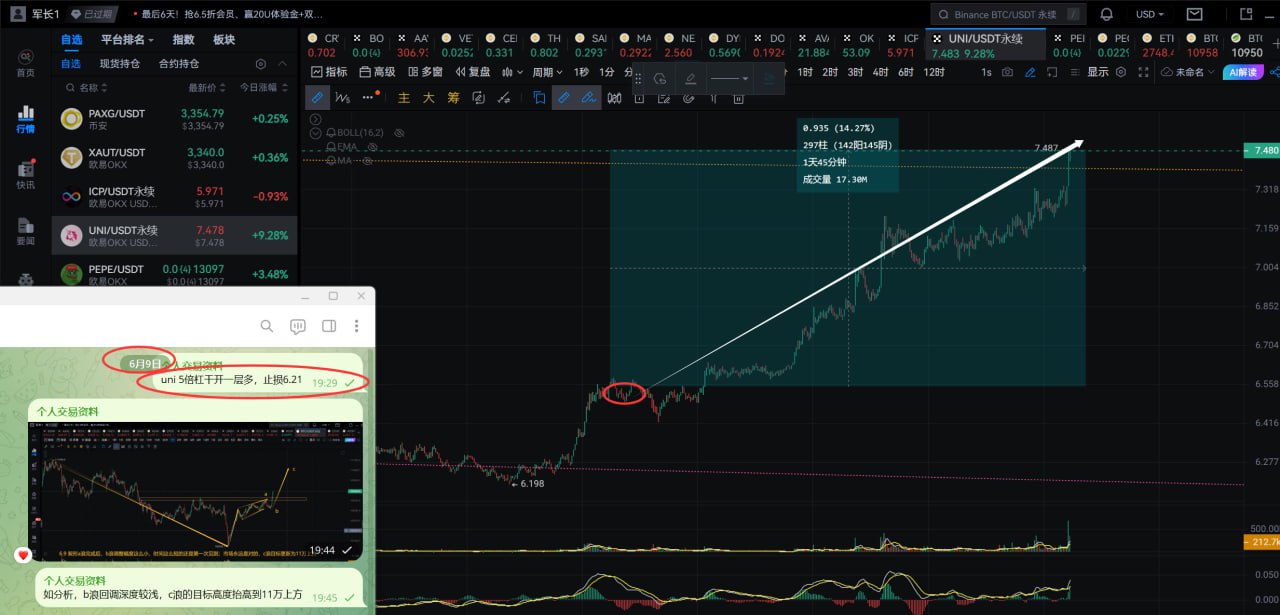 军长1 已过期 • 最后6天！抢6.5折会员、赢20U体验金+双...
Binance BTC/USDT 永续 /
USD
自选 平台排名 指数 板块
自选 现货持仓 合约持仓
名称 最新价 今日涨幅
首页
行情
快讯
要闻
PAXG/USDT 3,354.79 +0.25%
币安 $3,354.79
XAUT/USDT 3,340.0 +0.36%
欧易OKX $3,340.0
ICP/USDT永续 5.971 -0.93%
欧易OKX USD... $5.971
UNI/USDT永续 7.478 +9.28%
欧易OKX USD... $7.478
PEPE/USDT 0.0(4)13097 +3.48%
欧易OKX $0.0(4)13097
CR BO AA VE CE TH SAI MA NE DY DO AV OK ICP UNI/USDT永续 PEI PE ETI BT BT
0.702 0.0(4) 306.93 0.0252 0.331 0.802 0.2931 0.2922 2.560 0.5690 0.1924 21.884 53.09 5.971 7.483 9.28% 0.0(4) 0.0229 2748.4 10958 10950
指标 高级 多窗 复盘 周期 1秒 1分 1时 2时 3时 4时 6时 12时 1s 显示 未命名 AI解读
主 大 筹
BOLL(16,2)
EMA
MA
0.935 (14.27%)
297柱 (142阳145阴)
1天45分钟
成交量 17.30M
7.487
7.480
7.318
7.159
7.004
6.852
6.704
6.558
6.416
6.277
6.198
500.00
212.7k
0.050
0.000
6月9日
个人交易资料
uni 5倍杠干开一层多，止损6.21 19:29
个人交易资料
19:44
个人交易资料
如分析，b浪回调深度较浅，c浪的目标高度抬高到11万上方 19:45